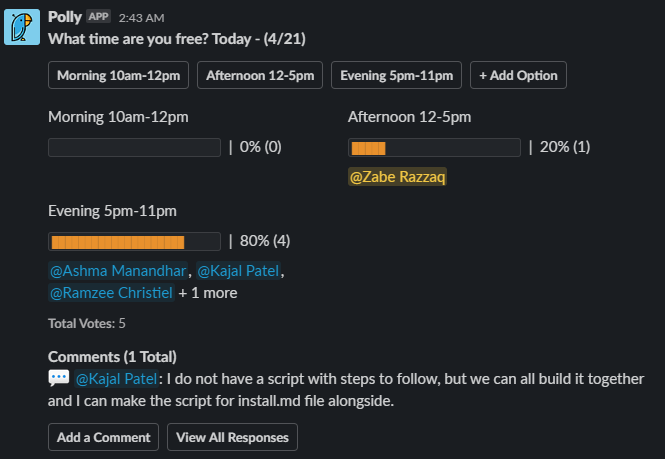 Polly APP 2:43 AM
What time are you free? Today - (4/21)
Morning 10am-12pm Afternoon 12-5pm Evening 5pm-11pm + Add Option
Morning 10am-12pm Afternoon 12-5pm
| 0% (0) | 20% (1)
@Zabe Razzaq
Evening 5pm-11pm
| 80% (4)
@Ashma Manandhar, @Kajal Patel,
@Ramzee Christiel + 1 more
Total Votes: 5
Comments (1 Total)
@Kajal Patel: I do not have a script with steps to follow, but we can all build it together
and I can make the script for install.md file alongside.
Add a Comment View All Responses